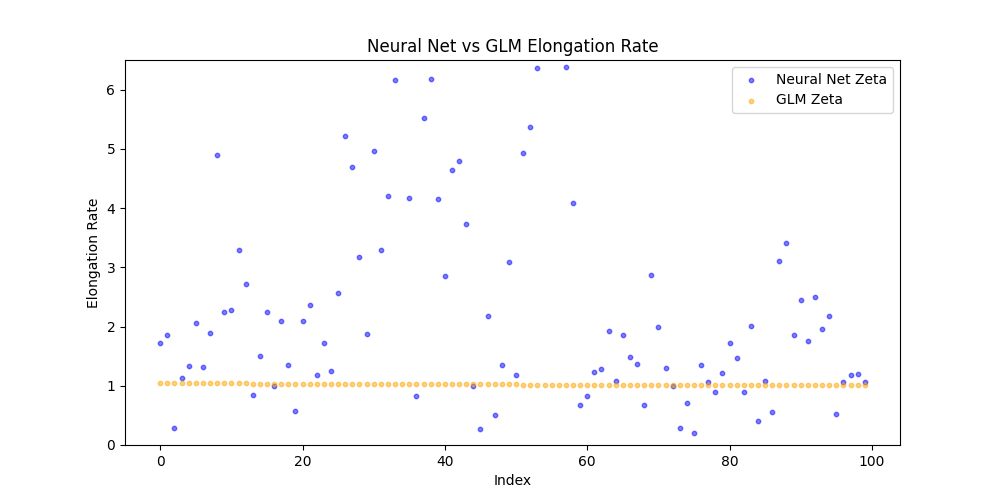 Neural Net vs GLM Elongation Rate
Neural Net Zeta
GLM Zeta
Elongation Rate
6
5
4
3
2
1
0
0 20 40 60 80 100
Index